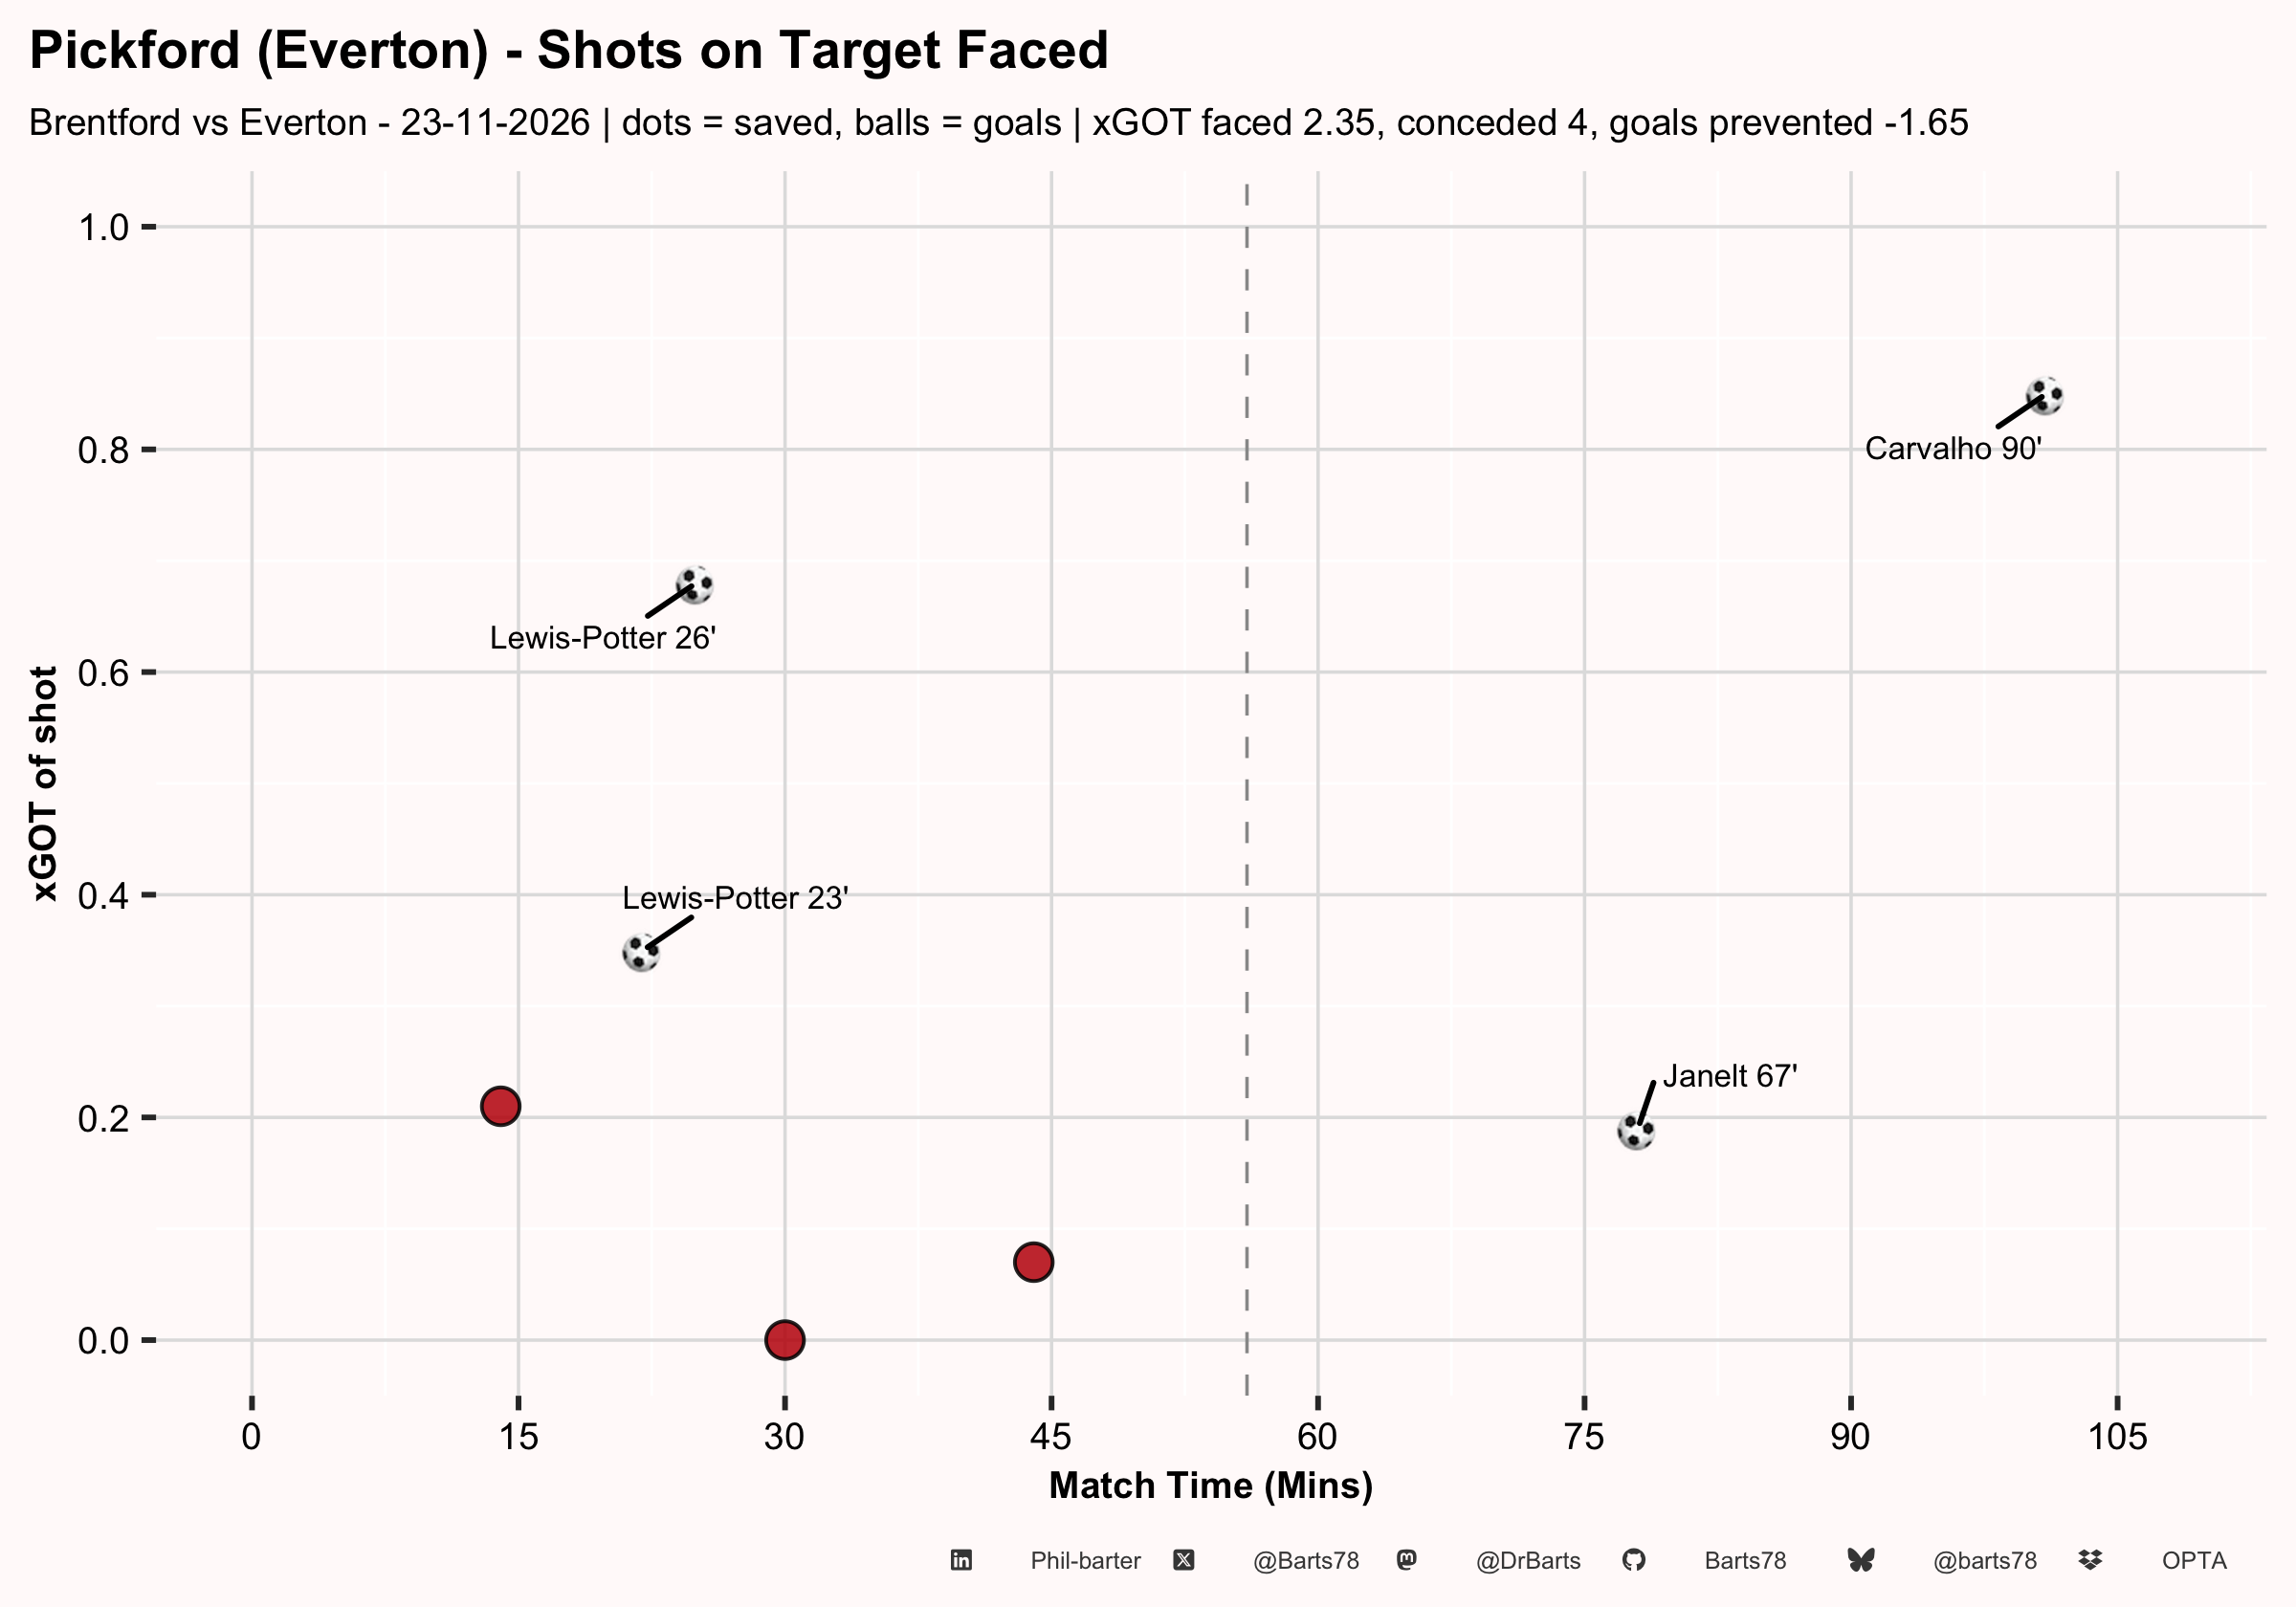 Pickford (Everton) - Shots on Target Faced
Brentford vs Everton - 23-11-2026 | dots = saved, balls = goals | xGOT faced 2.35, conceded 4, goals prevented -1.65
xGOT of shot
1.0
0.8
0.6
0.4
0.2
0.0
Carvalho 90'
Lewis-Potter 26'
Lewis-Potter 23'
Janelt 67'
0 15 30 45 60 75 90 105
Match Time (Mins)
Phil-barter @Barts78 @DrBarts Barts78 @barts78 OPTA